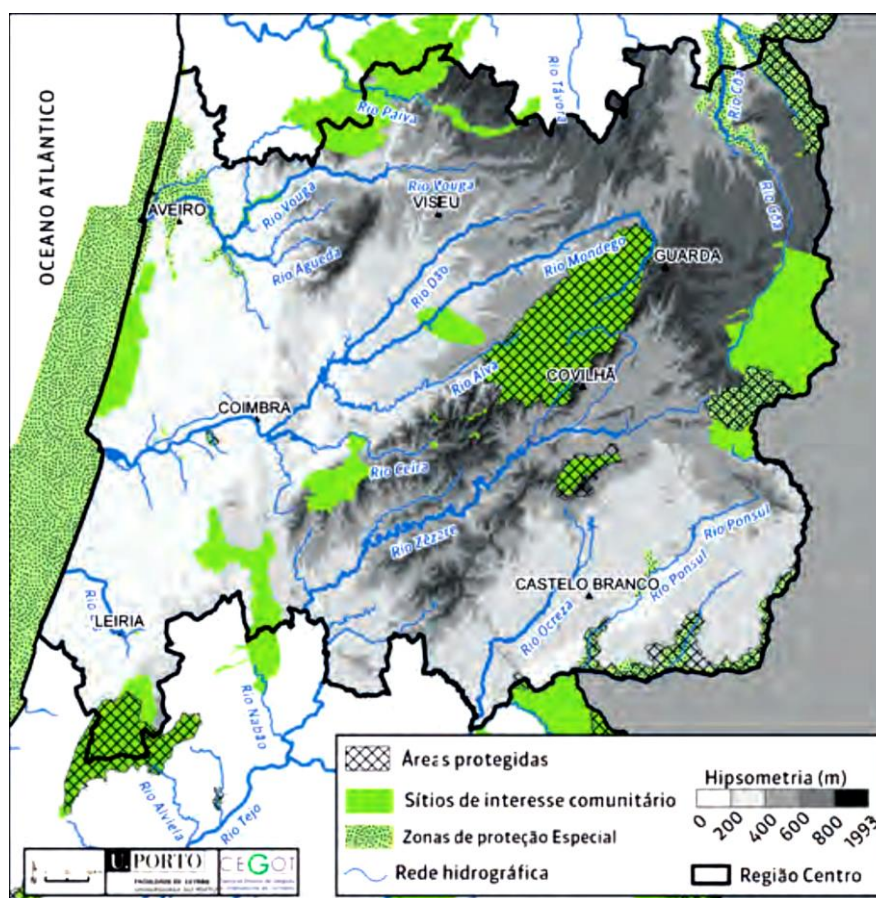 OCEANO ATLÂNTICO
Rio Paiva
Rio Távora
Rio Côa
Rio Côa
AVEIRO
Rio Vouga
Rio Vouga
VISEU
Rio Águeda
Rio Dão
Rio Mondego
GUARDA
Rio Alva
COVILHÃ
COIMBRA
Rio Ceira
Rio Zêzere
Rio Ponsul
Rio Ponsul
CASTELO BRANCO
Rio Ocreza
LEIRIA
Rio Nabão
Rio Alviela
Rio Tejo
Áreas protegidas
Sítios de interesse comunitário
Zonas de proteção Especial
Rede hidrográfica
Hipsometria (m)
0 200 400 600 800 1993
Região Centro
N
U.PORTO
CEGOT